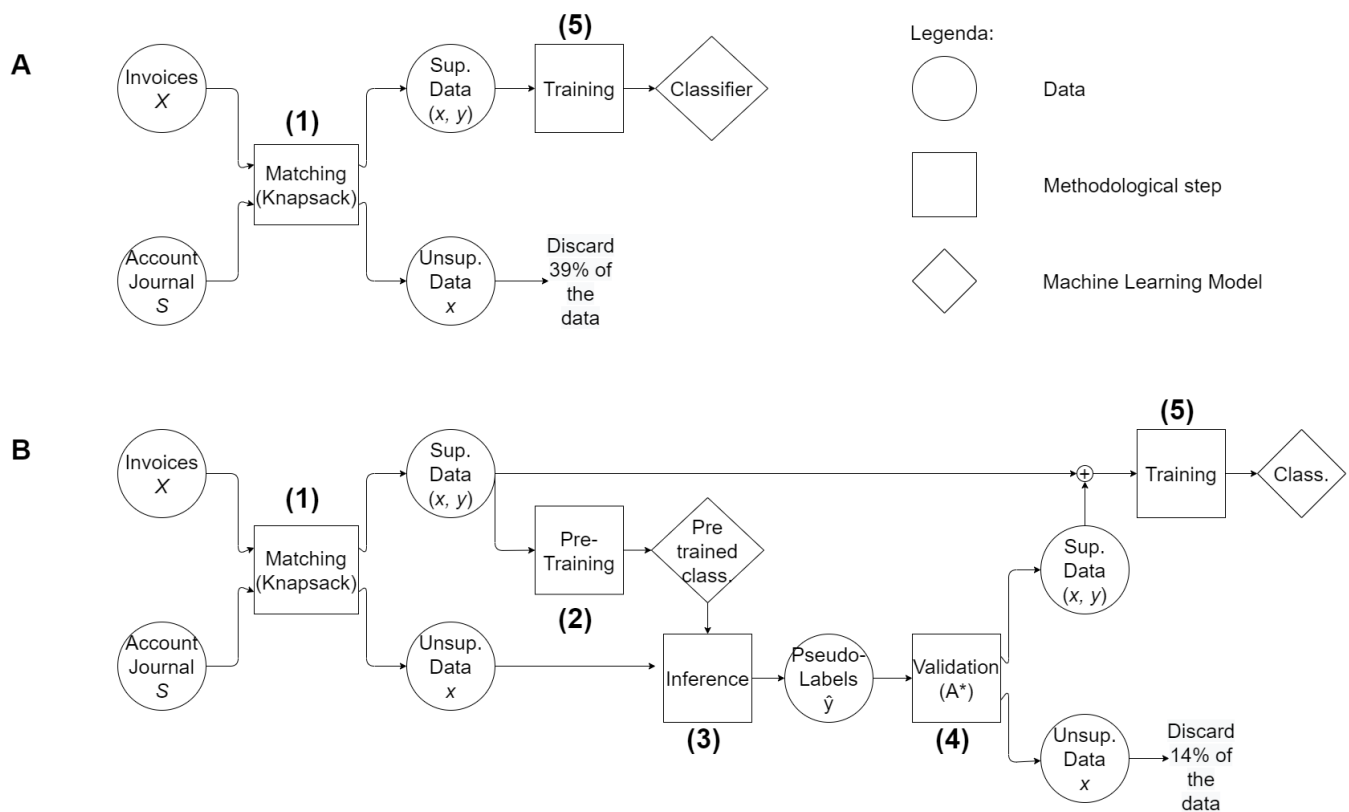 A
Invoices
X
Account
Journal
S
(1)
Matching
(Knapsack)
Sup.
Data
(x, y)
Unsup.
Data
x
(5)
Training
Classifier
Discard
39% of
the
data
Legenda:
Data
Methodological step
Machine Learning Model
B
Invoices
X
Account
Journal
S
(1)
Matching
(Knapsack)
Sup.
Data
(x, y)
Unsup.
Data
x
Pre-
Training
(2)
Pre
trained
class.
Inference
(3)
Pseudo-
Labels
ŷ
Validation
(A*)
(4)
Sup.
Data
(x, y)
Unsup.
Data
x
Discard
14% of
the
data
+
(5)
Training
Class.